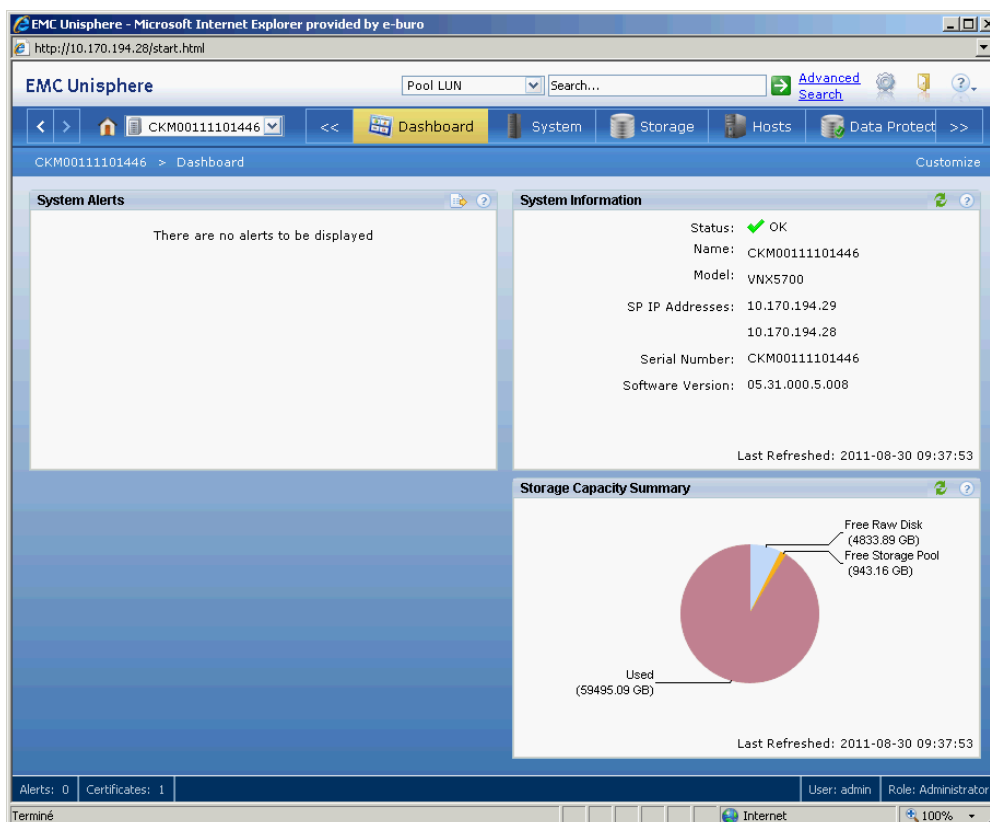 EMC Unisphere - Microsoft Internet Explorer provided by e-buro
http://10.170.194.28/start.html
EMC Unisphere
Pool LUN
Search...
Advanced
Search
CKM00111101446
<<
Dashboard
System
Storage
Hosts
Data Protect
>>
CKM00111101446 > Dashboard
Customize
System Alerts
There are no alerts to be displayed
System Information
Status: OK
Name: CKM00111101446
Model: VNX5700
SP IP Addresses: 10.170.194.29
10.170.194.28
Serial Number: CKM00111101446
Software Version: 05.31.000.5.008
Last Refreshed: 2011-08-30 09:37:53
Storage Capacity Summary
Free Raw Disk
(4833.89 GB)
Free Storage Pool
(943.16 GB)
Used
(59495.09 GB)
Last Refreshed: 2011-08-30 09:37:53
Alerts: 0
Certificates: 1
User: admin
Role: Administrator
Terminé
Internet
100%